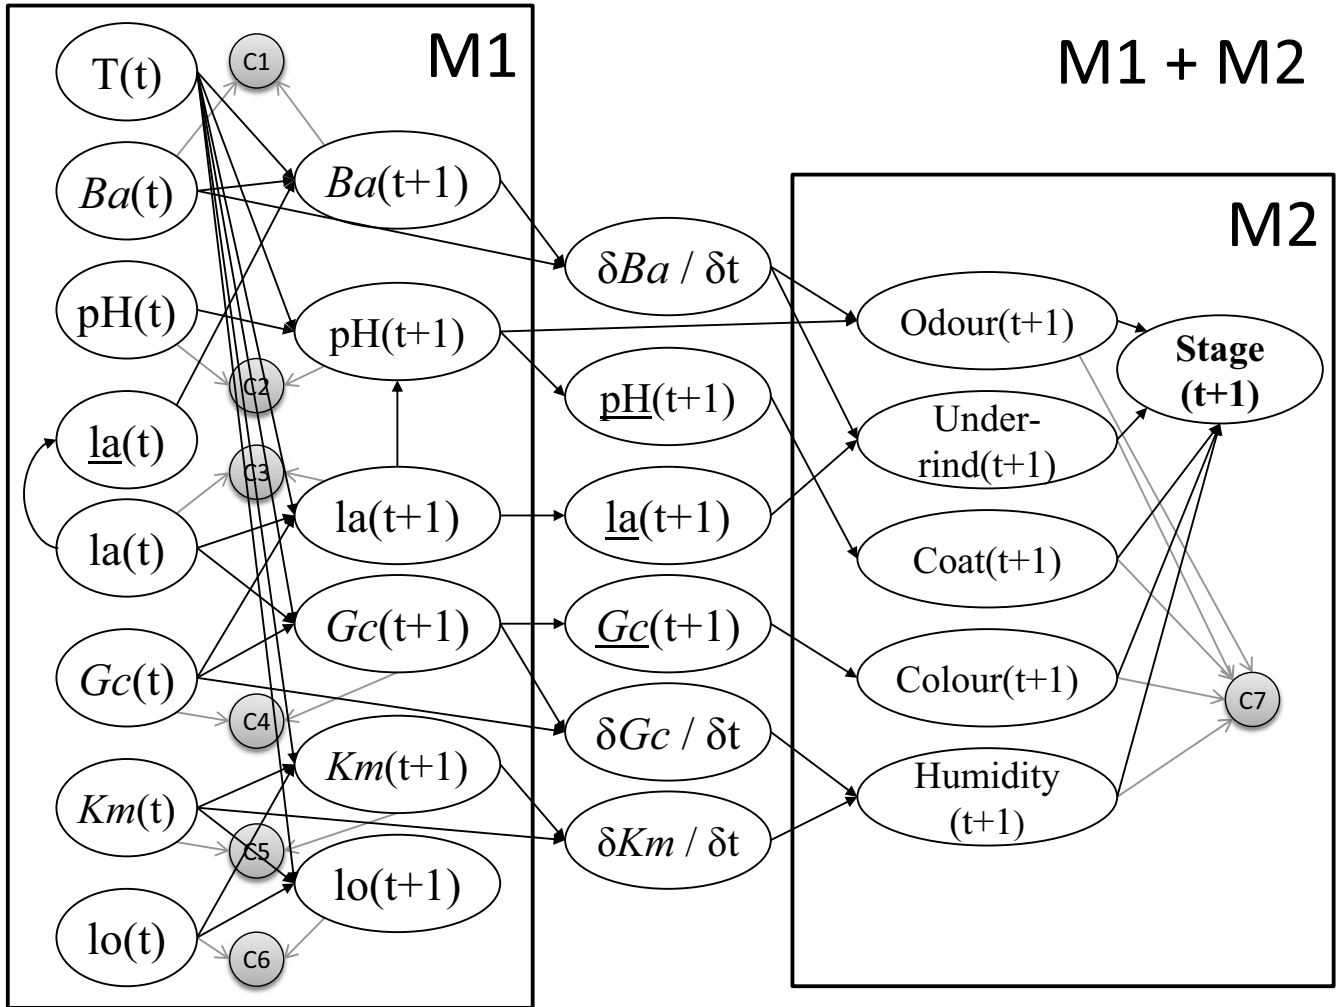 M1
M1 + M2
M2
T(t)
Ba(t)
pH(t)
la(t)
la(t)
Gc(t)
Km(t)
lo(t)
C1
C2
C3
C4
C5
C6
Ba(t+1)
pH(t+1)
la(t+1)
Gc(t+1)
Km(t+1)
lo(t+1)
δBa / δt
pH(t+1)
la(t+1)
Gc(t+1)
δGc / δt
δKm / δt
Odour(t+1)
Under-
rind(t+1)
Coat(t+1)
Colour(t+1)
Humidity
(t+1)
Stage
(t+1)
C7